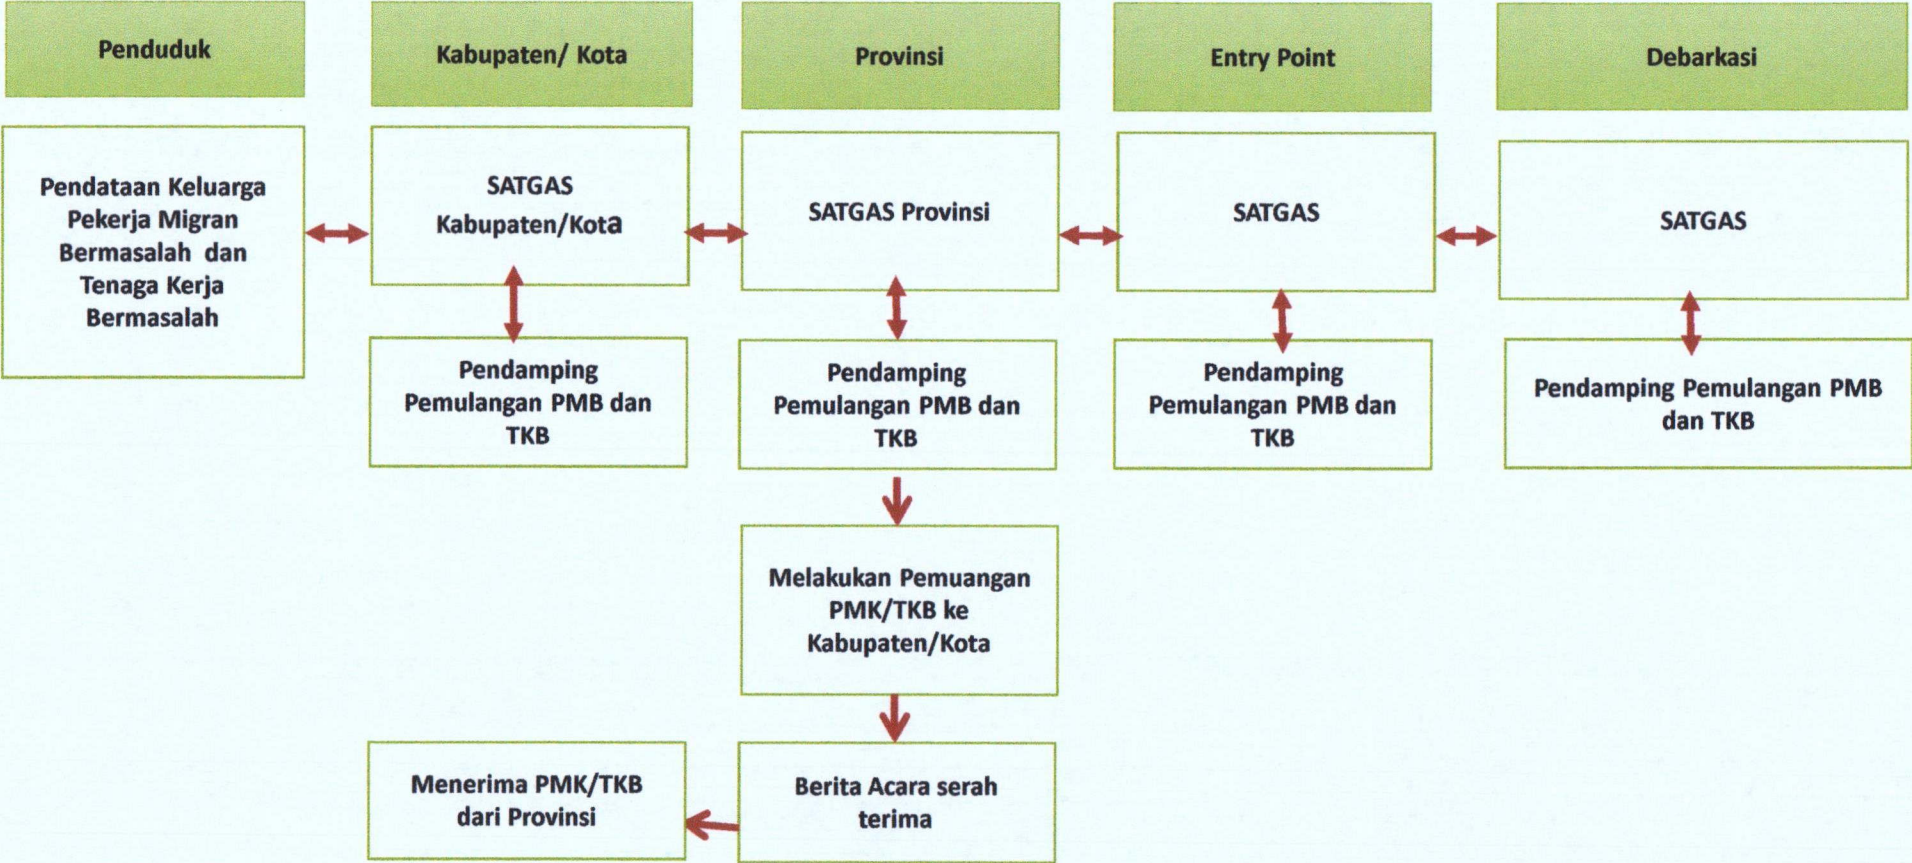 Penduduk
Kabupaten/ Kota
Provinsi
Entry Point
Debarkasi
Pendataan Keluarga
Pekerja Migran
Bermasalah dan
Tenaga Kerja
Bermasalah
SATGAS
Kabupaten/Kota
SATGAS Provinsi
SATGAS
SATGAS
Pendamping
Pemulangan PMB dan
TKB
Pendamping
Pemulangan PMB dan
TKB
Pendamping
Pemulangan PMB dan
TKB
Pendamping Pemulangan PMB
dan TKB
Melakukan Pemuangan
PMK/TKB ke
Kabupaten/Kota
Menerima PMK/TKB
dari Provinsi
Berita Acara serah
terima